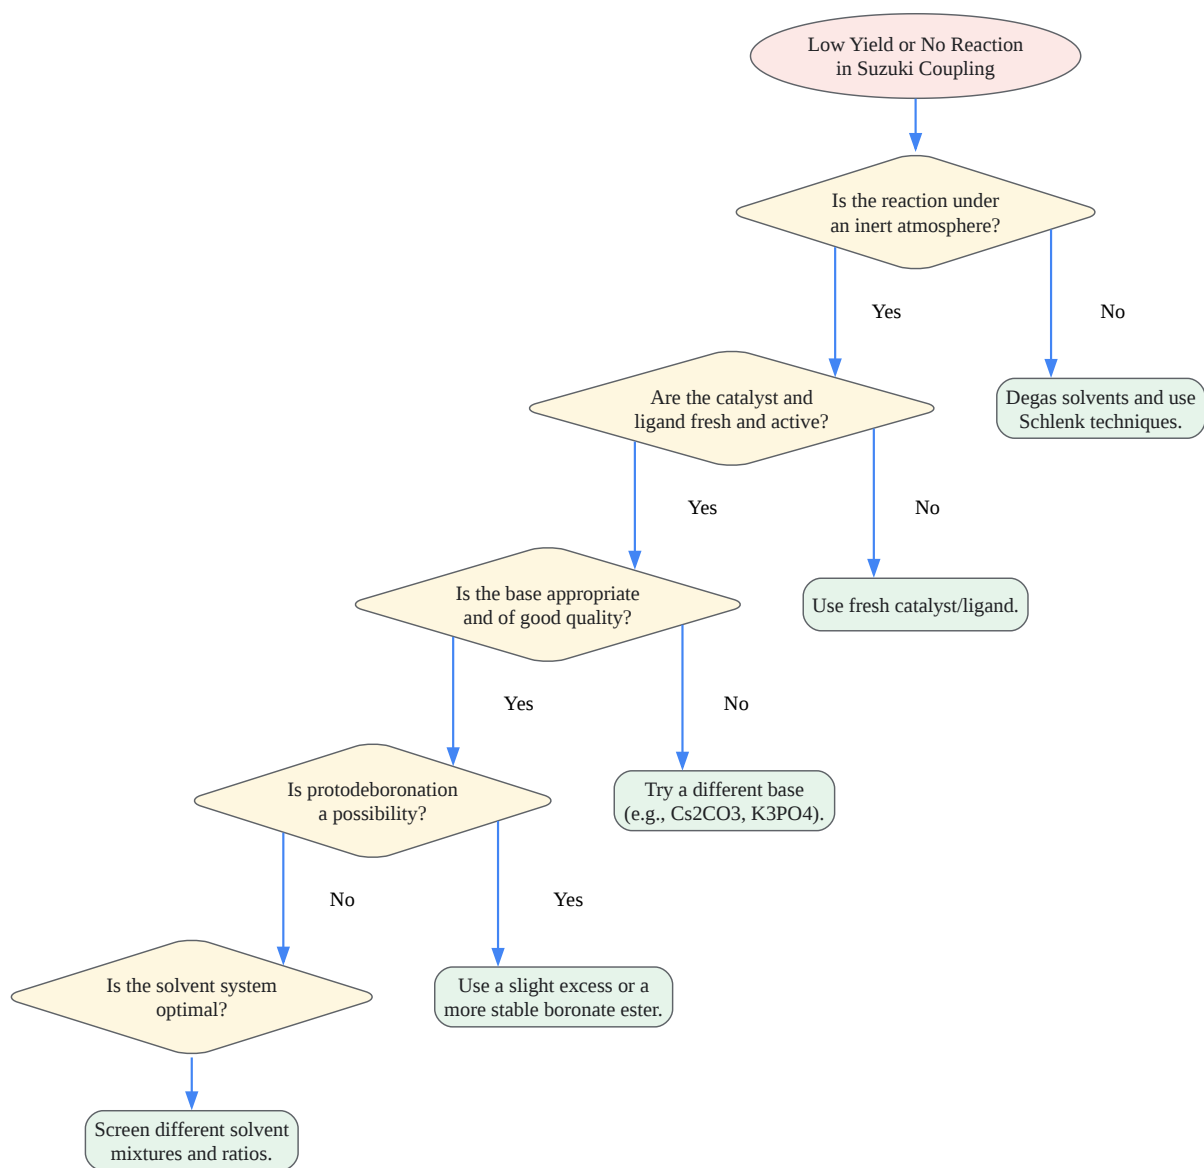 Low Yield or No Reaction
in Suzuki Coupling
Is the reaction under
an inert atmosphere?
Yes
No
Are the catalyst and
ligand fresh and active?
Degas solvents and use
Schlenk techniques.
Yes
No
Is the base appropriate
and of good quality?
Use fresh catalyst/ligand.
Yes
No
Is protodeboronation
a possibility?
Try a different base
(e.g., Cs2CO3, K3PO4).
No
Yes
Is the solvent system
optimal?
Use a slight excess or a
more stable boronate ester.
Screen different solvent
mixtures and ratios.